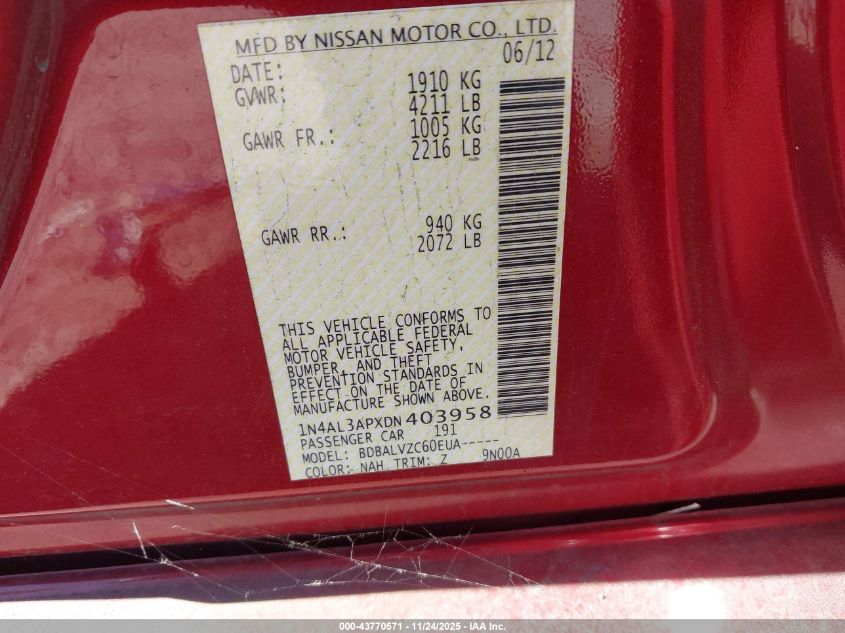 MFD BY NISSAN MOTOR CO., LTD.
DATE: 06/12
GVWR: 1910 KG
4211 LB
GAWR FR.: 1005 KG
2216 LB
GAWR RR.: 940 KG
2072 LB
THIS VEHICLE CONFORMS TO
ALL APPLICABLE FEDERAL
MOTOR VEHICLE SAFETY,
BUMPER, AND THEFT
PREVENTION STANDARDS IN
EFFECT ON THE DATE OF
MANUFACTURE SHOWN ABOVE.
1N4AL3APXDN403958
PASSENGER CAR 191
MODEL: BDBALVZC60EUA-----
COLOR: NAH TRIM: Z 9N00A
000-43770571 - 11/24/2025 - IAA Inc.